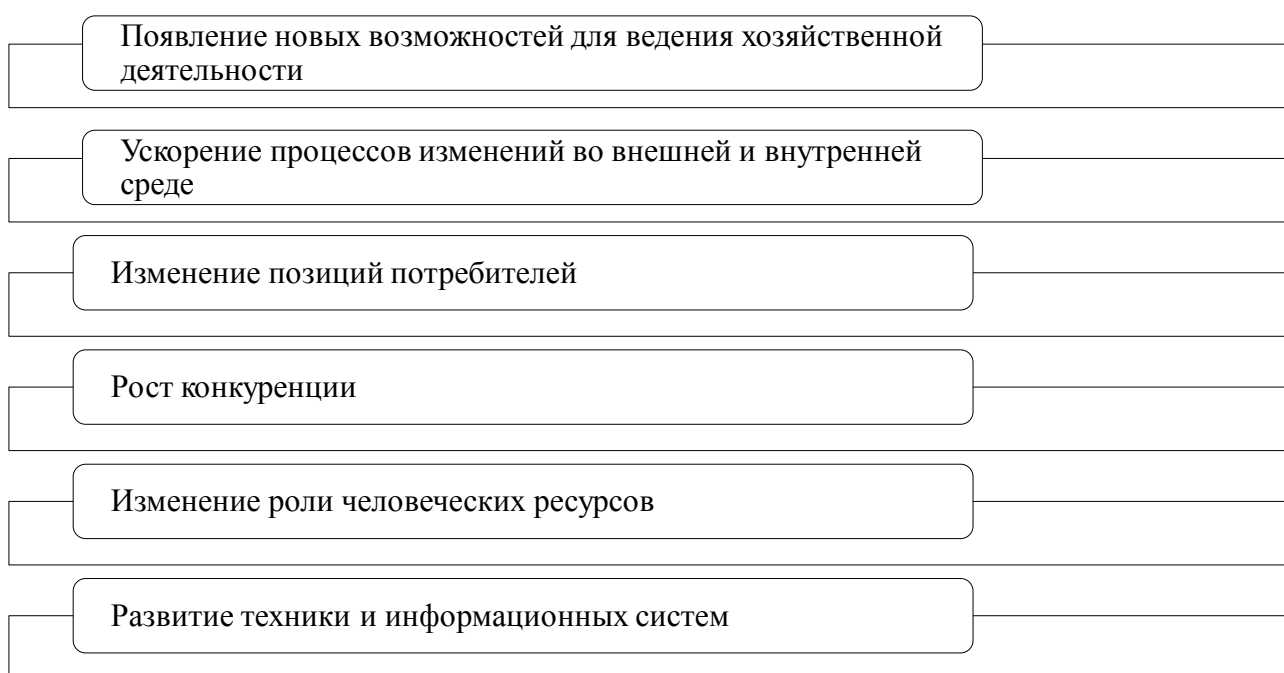 Появление новых возможностей для ведения хозяйственной
деятельности
Ускорение процессов изменений во внешней и внутренней
среде
Изменение позиций потребителей
Рост конкуренции
Изменение роли человеческих ресурсов
Развитие техники и информационных систем